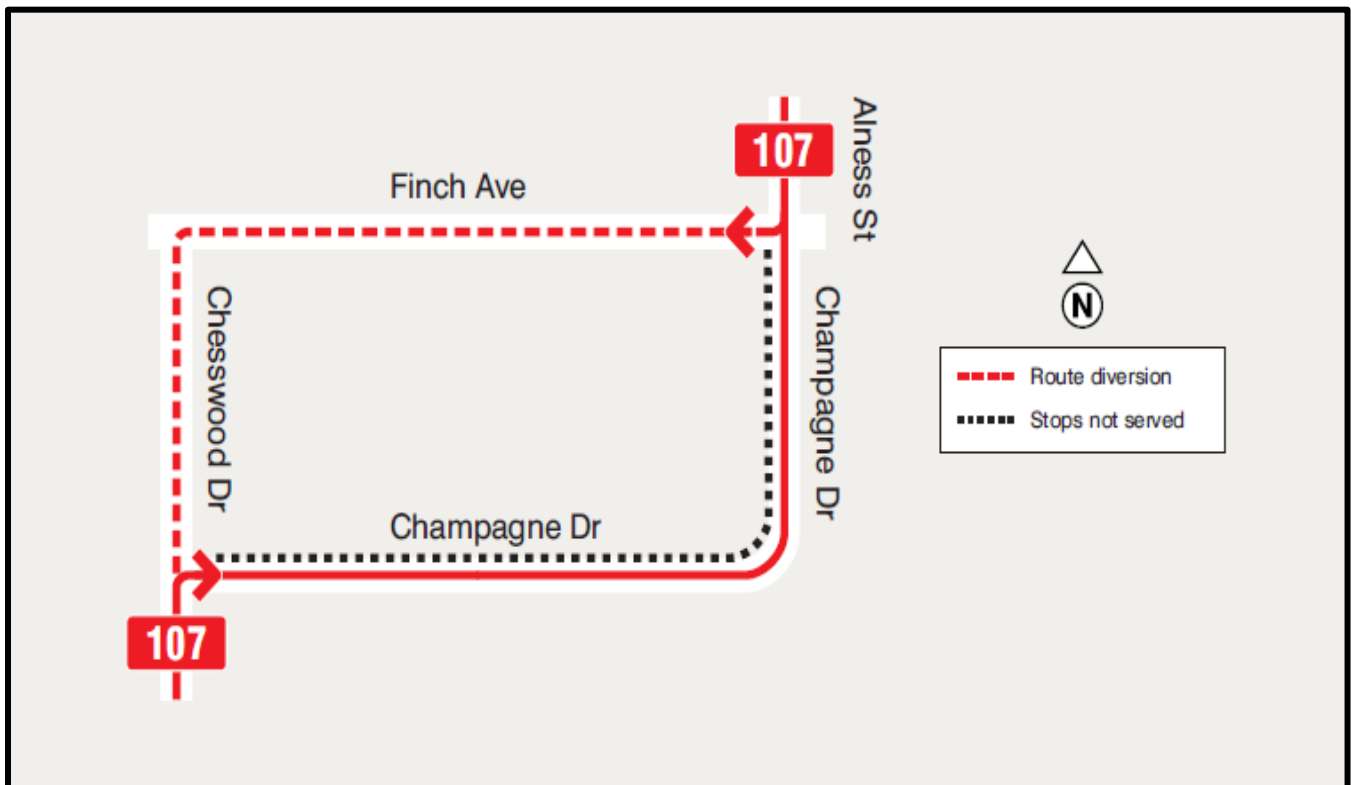 107
Alness St
Finch Ave
Chesswood Dr
Champagne Dr
N
Route diversion
Stops not served
Champagne Dr
107